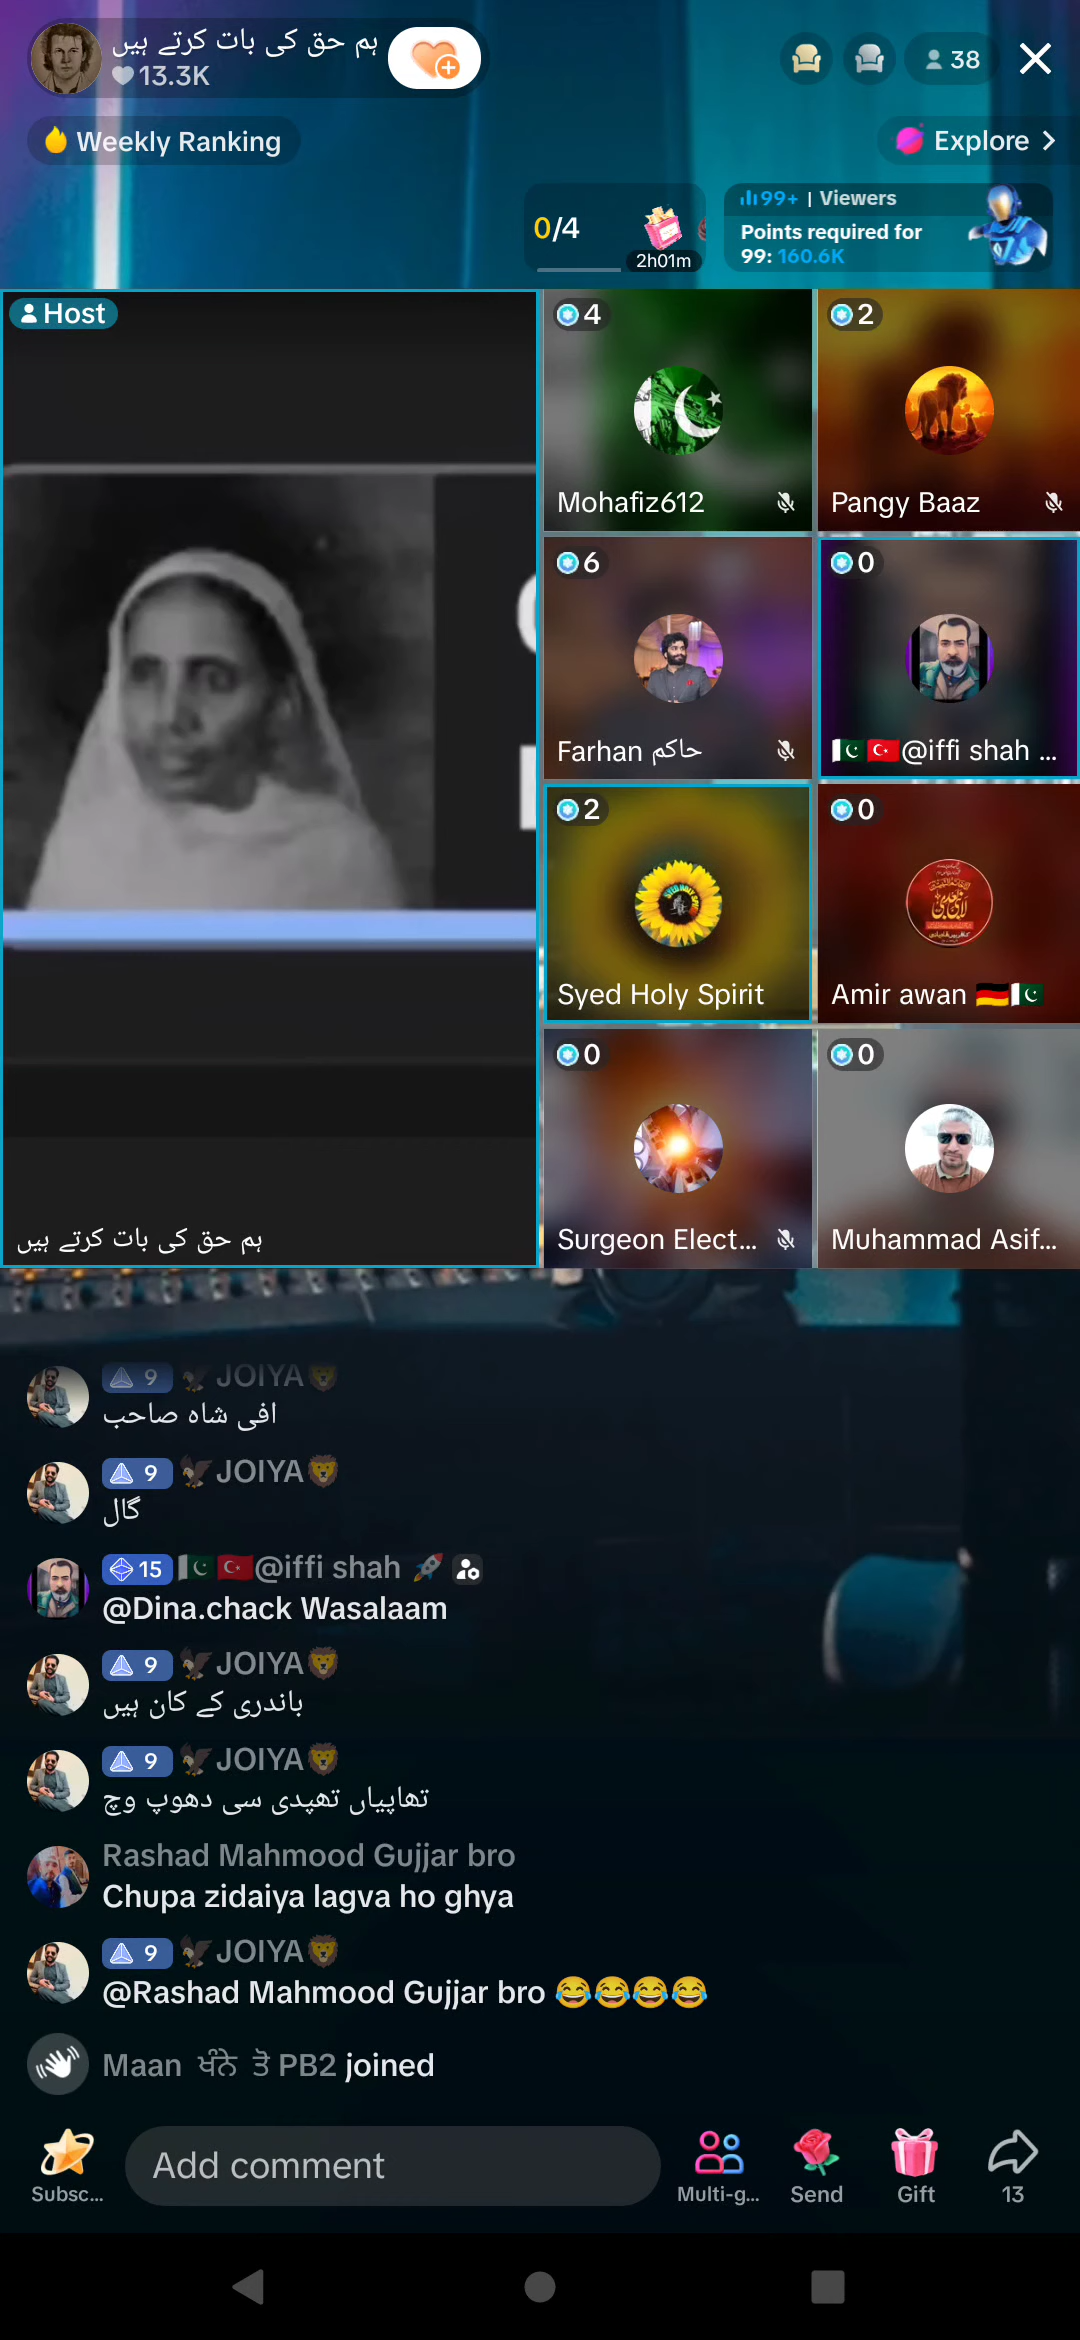 ہم حق کی بات کرتے ہیں
13.3K
38
Weekly Ranking
Explore
99+ | Viewers
0/4
Points required for
99: 160.6K
2h01m
Host
4
2
Mohafiz612
Pangy Baaz
6
0
Farhan حاکم
@iffi shah ...
2
0
Syed Holy Spirit
Amir awan
0
0
Surgeon Elect...
Muhammad Asif...
ہم حق کی بات کرتے ہیں
9 JOIYA
افی شاہ صاحب
9 JOIYA
گال
15 @iffi shah
@Dina.chack Wasalaam
9 JOIYA
باندری کے کان ہیں
9 JOIYA
تھاپیاں تھپدی سی دھوپ وچ
Rashad Mahmood Gujjar bro
Chupa zidaiya lagva ho ghya
9 JOIYA
@Rashad Mahmood Gujjar bro 😂😂😂😂
Maan ਖੰਨੇ ਤੋ PB2 joined
Add comment
Subsc...
Multi-g...
Send
Gift
13